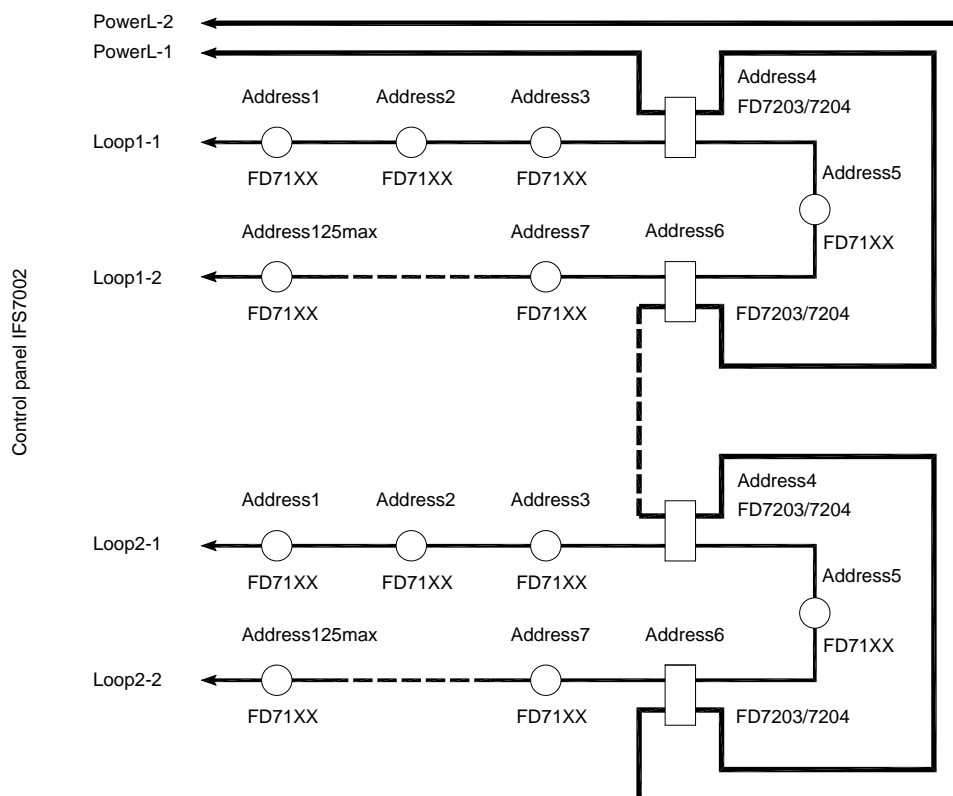 PowerL-2
PowerL-1
Address4
Address1
Address2
Address3
FD7203/7204
Loop1-1
FD71XX
FD71XX
FD71XX
Address5
Address125max
Address7
Address6
FD71XX
Loop1-2
FD71XX
FD71XX
FD7203/7204
Control panel IFS7002
Address4
Address1
Address2
Address3
FD7203/7204
Loop2-1
FD71XX
FD71XX
FD71XX
Address5
Address125max
Address7
Address6
FD71XX
Loop2-2
FD71XX
FD71XX
FD7203/7204